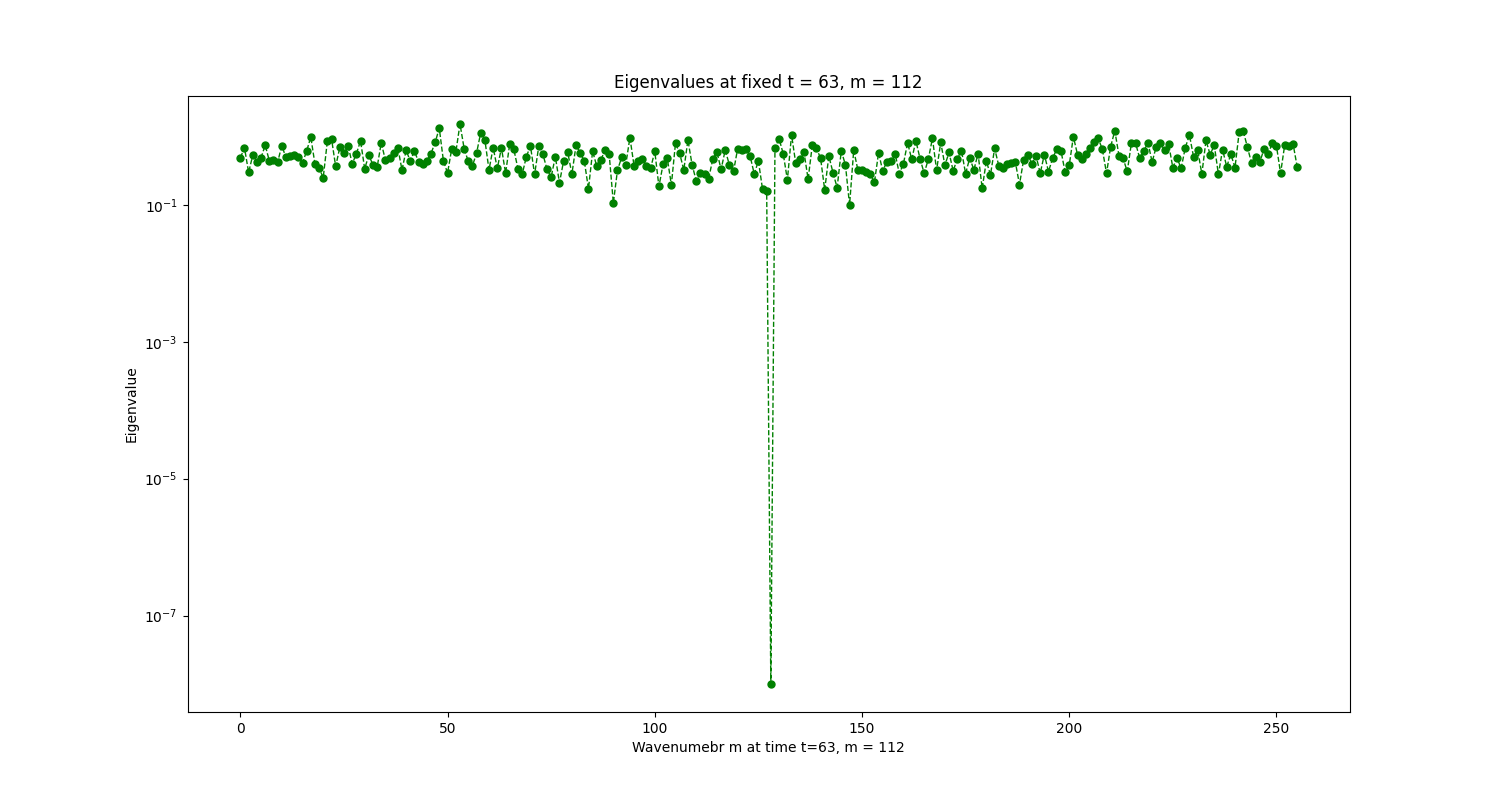 Eigenvalues at fixed t = 63, m = 112
Eigenvalue
10⁻¹
10⁻³
10⁻⁵
10⁻⁷
0 50 100 150 200 250
Wavenumebr m at time t=63, m = 112